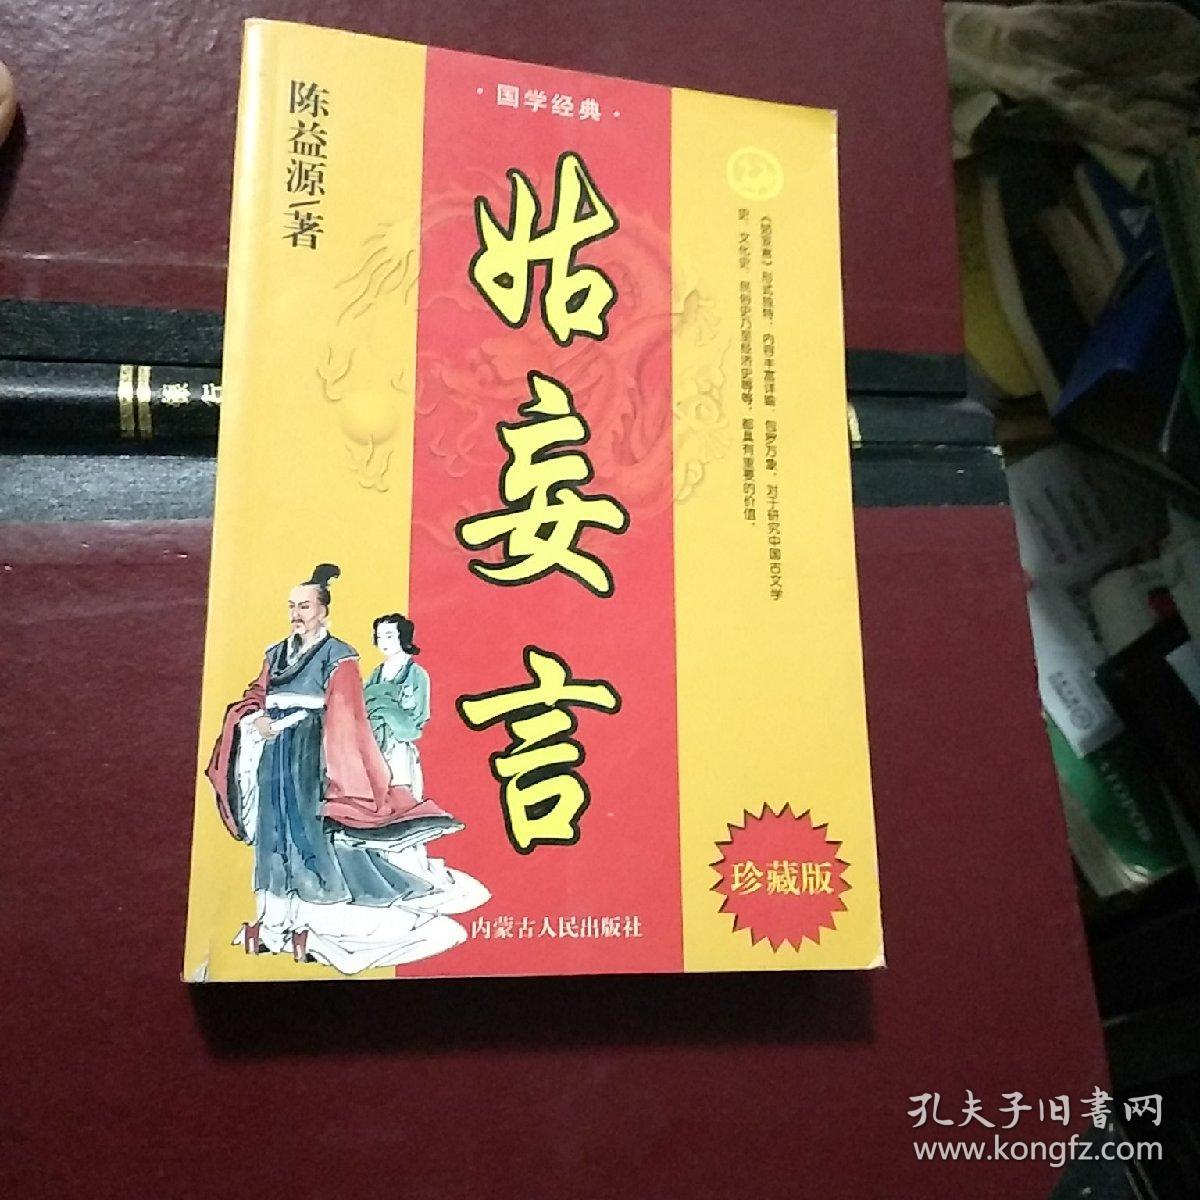 ·国学经典·
陈益源/著
姑妄言
《姑妄言》形式独特，内容丰富详瞻，包罗万象，对于研究中国古文学
史、文化史、民俗史乃至经济史等等，都具有重要的价值。
珍藏版
内蒙古人民出版社
孔夫子旧書网
www.kongfz.com